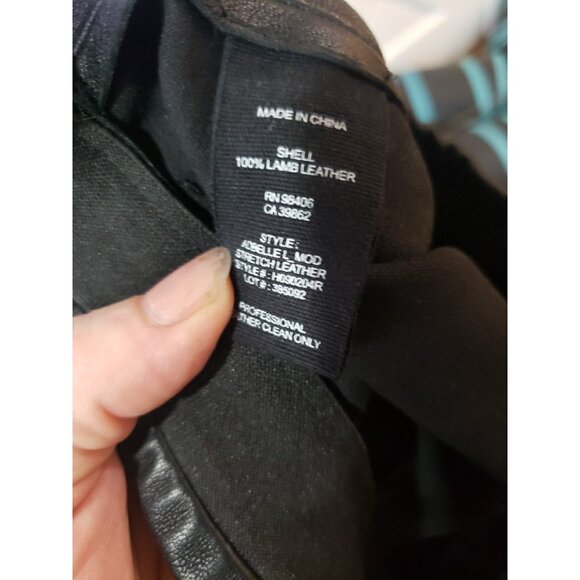 MADE IN CHINA
SHELL
100% LAMB LEATHER
RN 98406
CA 39862
STYLE :
ADBELLE L_MOD
STRETCH LEATHER
STYLE # : H090204R
LOT # : 385092
PROFESSIONAL
CLEAN ONLY